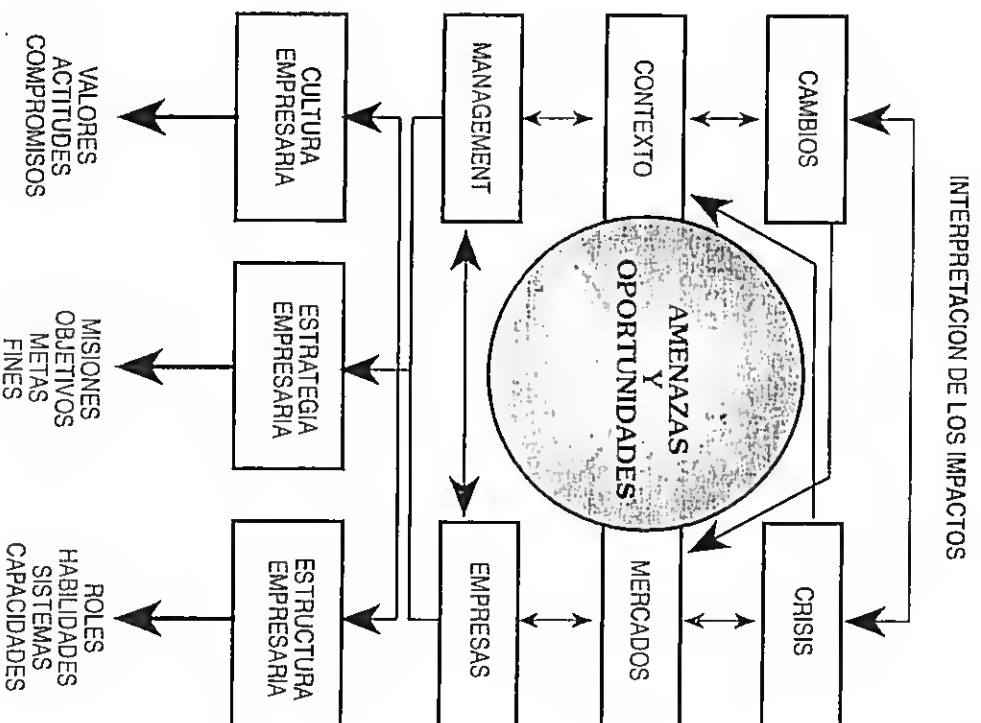 INTERPRETACION DE LOS IMPACTOS
CAMBIOS
CRISIS
CONTEXTO
MERCADOS
AMENAZAS
Y
OPORTUNIDADES
MANAGEMENT
EMPRESAS
CULTURA
EMPRESARIA
ESTRATEGIA
EMPRESARIA
ESTRUCTURA
EMPRESARIA
VALORES
ACTITUDES
COMPROMISOS
MISIONES
OBJETIVOS
METAS
FINES
ROLES
HABILIDADES
SISTEMAS
CAPACIDADES